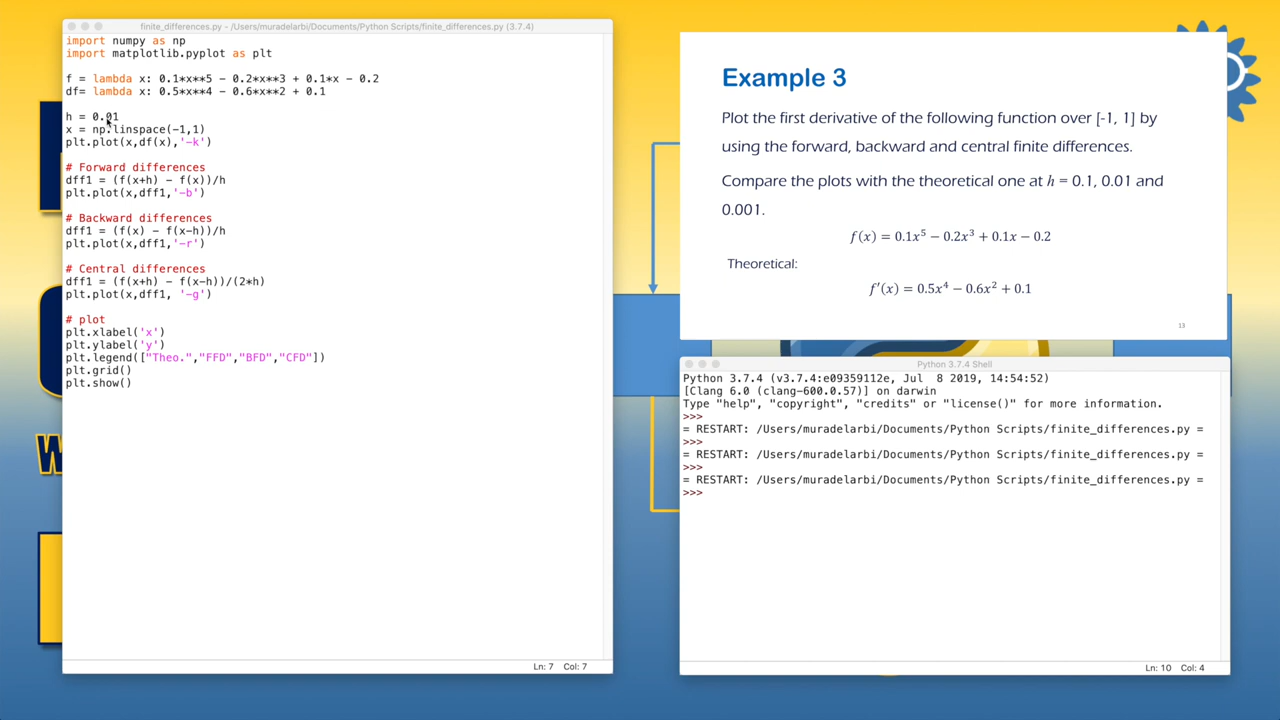 finite_differences.py - /Users/muradelarbi/Documents/Python Scripts/finite_differences.py (3.7.4)
import numpy as np
import matplotlib.pyplot as plt
f = lambda x: 0.1*x**5 - 0.2*x**3 + 0.1*x - 0.2
df= lambda x: 0.5*x**4 - 0.6*x**2 + 0.1
h = 0.01
x = np.linspace(-1,1)
plt.plot(x,df(x),'-k')
# Forward differences
dff1 = (f(x+h) - f(x))/h
plt.plot(x,dff1,'-b')
# Backward differences
dff1 = (f(x) - f(x-h))/h
plt.plot(x,dff1,'-r')
# Central differences
dff1 = (f(x+h) - f(x-h))/(2*h)
plt.plot(x,dff1, '-g')
# plot
plt.xlabel('x')
plt.ylabel('y')
plt.legend(["Theo.","FFD","BFD","CFD"])
plt.grid()
plt.show()
Ln: 7 Col: 7
Example 3
Plot the first derivative of the following function over [-1, 1] by
using the forward, backward and central finite differences.
Compare the plots with the theoretical one at h = 0.1, 0.01 and
0.001.
f(x) = 0.1x⁵ − 0.2x³ + 0.1x − 0.2
Theoretical:
f′(x) = 0.5x⁴ − 0.6x² + 0.1
13
Python 3.7.4 Shell
Python 3.7.4 (v3.7.4:e09359112e, Jul  8 2019, 14:54:52)
[Clang 6.0 (clang-600.0.57)] on darwin
Type "help", "copyright", "credits" or "license()" for more information.
>>>
= RESTART: /Users/muradelarbi/Documents/Python Scripts/finite_differences.py =
>>>
= RESTART: /Users/muradelarbi/Documents/Python Scripts/finite_differences.py =
>>>
= RESTART: /Users/muradelarbi/Documents/Python Scripts/finite_differences.py =
>>>
Ln: 10 Col: 4